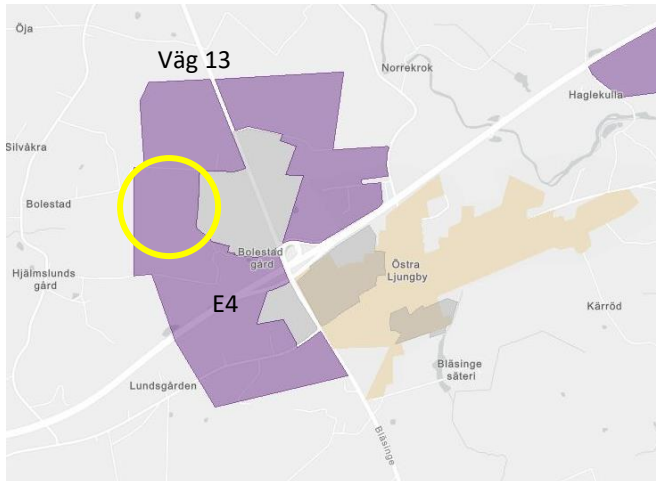 Öja
Väg 13
Norrekrok
Haglekulla
Silvåkra
Bolestad
Bolestad
gård
Hjälmslunds
gård
Östra
Ljungby
E4
Kärröd
Bläsinge
säteri
Lundsgården
Bläsinge